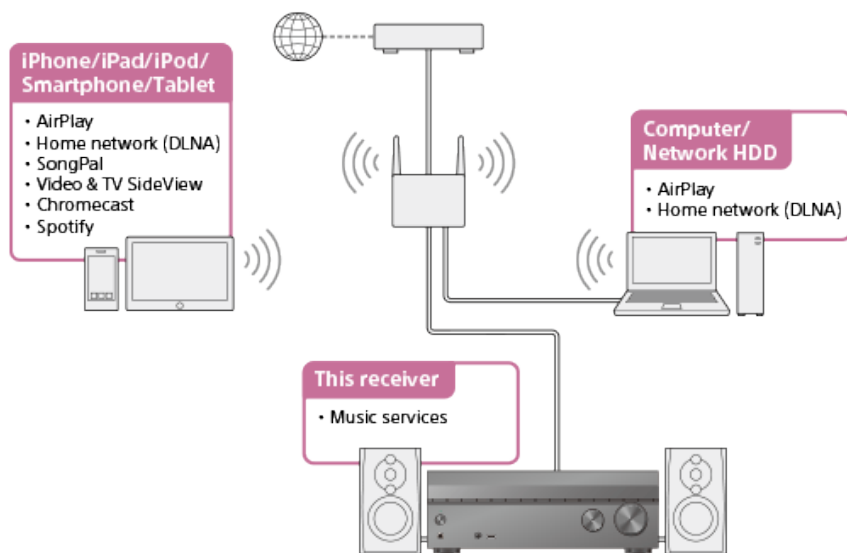 iPhone/iPad/iPod/
Smartphone/Tablet
・AirPlay
・Home network (DLNA)
・SongPal
・Video & TV SideView
・Chromecast
・Spotify
Computer/
Network HDD
・AirPlay
・Home network (DLNA)
This receiver
・Music services